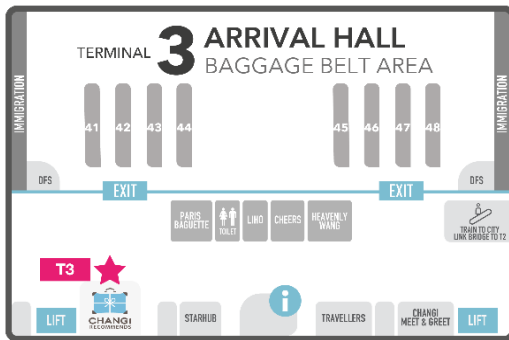 TERMINAL 3 ARRIVAL HALL
BAGGAGE BELT AREA
IMMIGRATION
41 42 43 44 45 46 47 48
IMMIGRATION
DFS
EXIT
EXIT
DFS
PARIS
BAGUETTE
TOILET
LINO
CHEERS
HEAVENLY
WANG
TRAIN TO CITY
LINK BRIDGE TO T2
T3
LIFT
CHANGI
RECOMMENDS
STARHUB
i
TRAVELLERS
CHANGI
MEET & GREET
LIFT